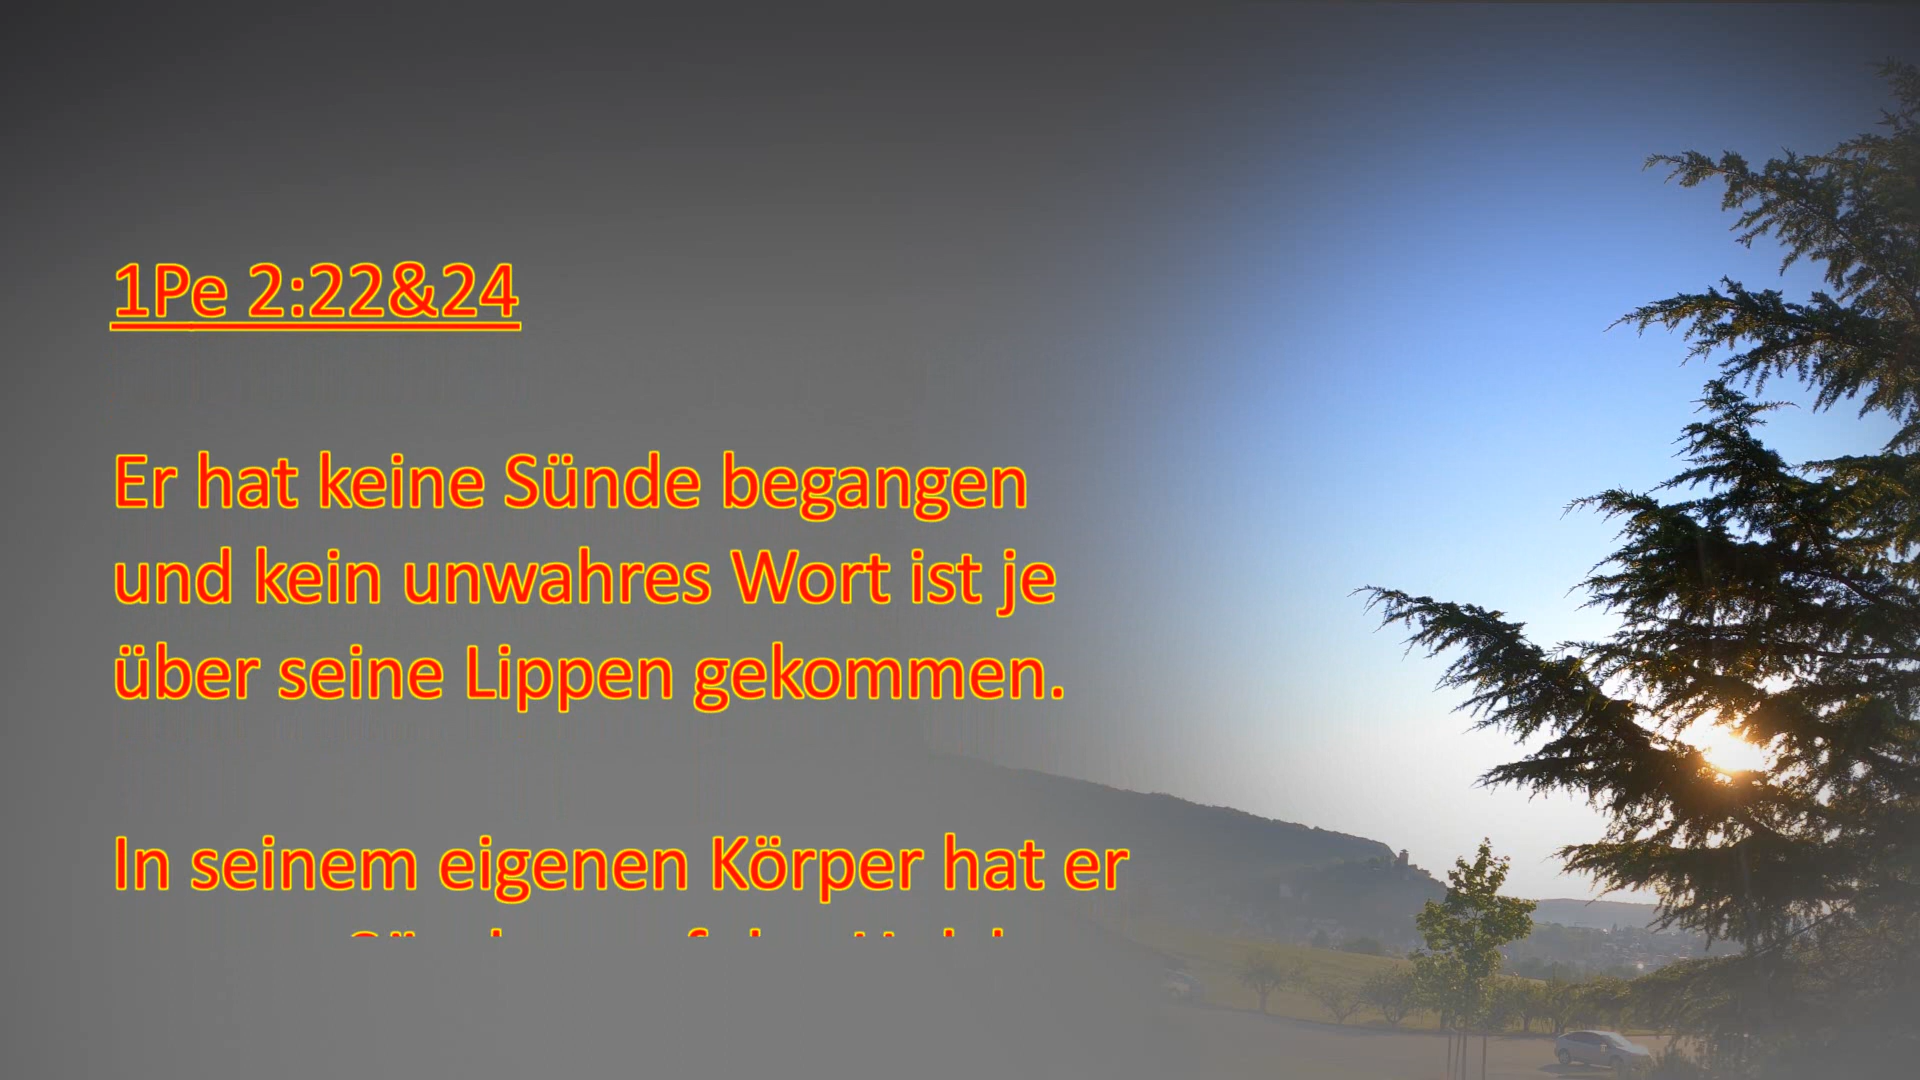 1Pe 2:22&24
Er hat keine Sünde begangen
und kein unwahres Wort ist je
über seine Lippen gekommen.
In seinem eigenen Körper hat er